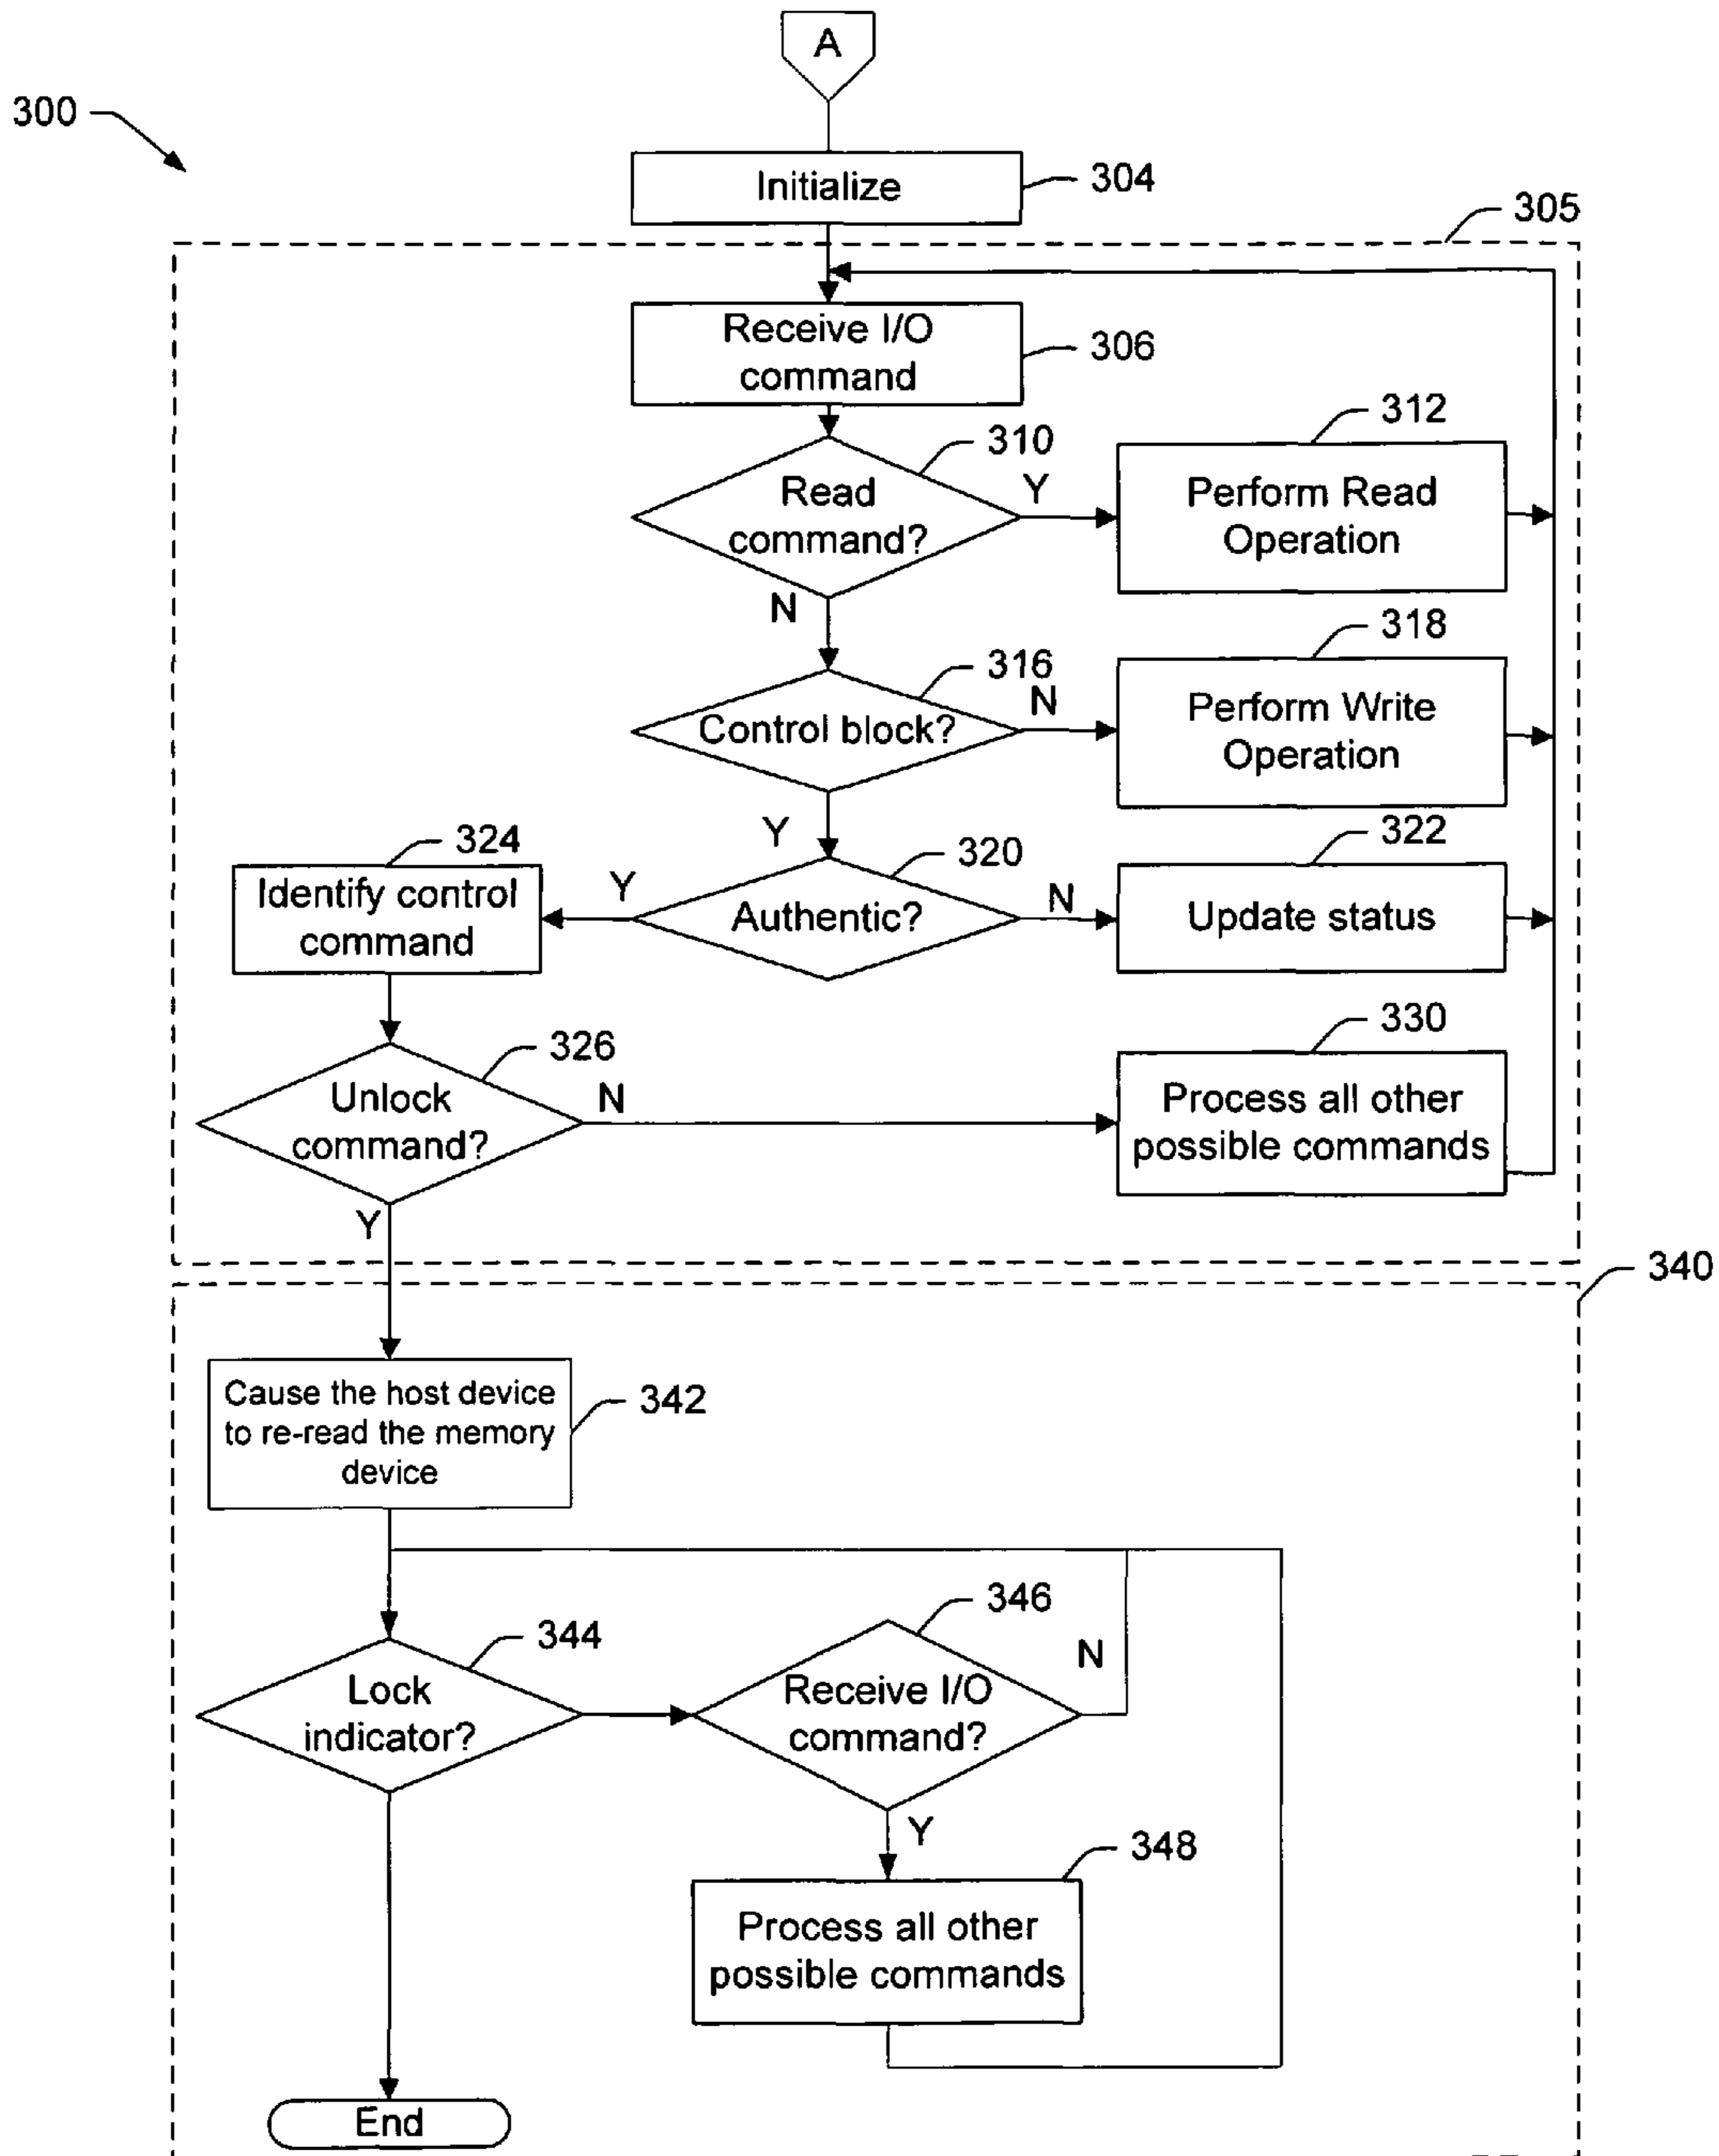 A
300
Initialize
304
305
Receive I/O
command
306
310
312
Read
command?
Y
Perform Read
Operation
N
316
318
Control block?
N
Perform Write
Operation
Y
324
320
322
Identify control
command
Y
Authentic?
N
Update status
326
330
Unlock
command?
N
Process all other
possible commands
Y
340
Cause the host device
to re-read the memory
device
342
344
346
Lock
indicator?
Receive I/O
command?
N
Y
348
Process all other
possible commands
End